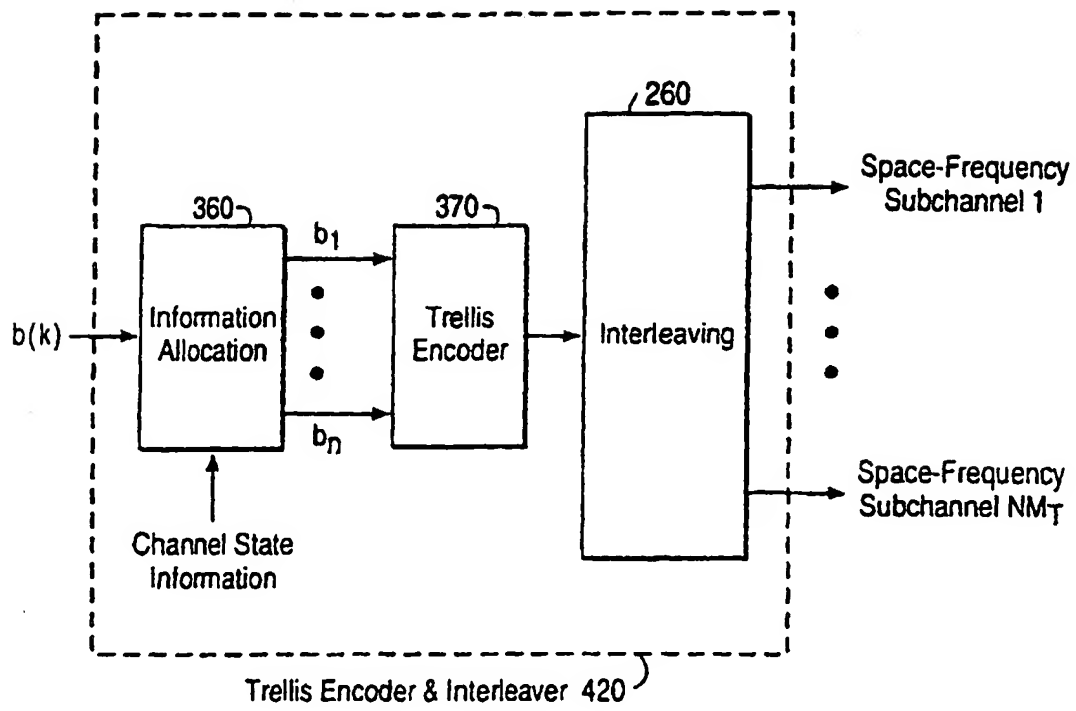 260
Space-Frequency
Subchannel 1
360
370
b1
b(k)
Information
Allocation
Trellis
Encoder
Interleaving
bn
Space-Frequency
Subchannel NMT
Channel State
Information
Trellis Encoder & Interleaver 420